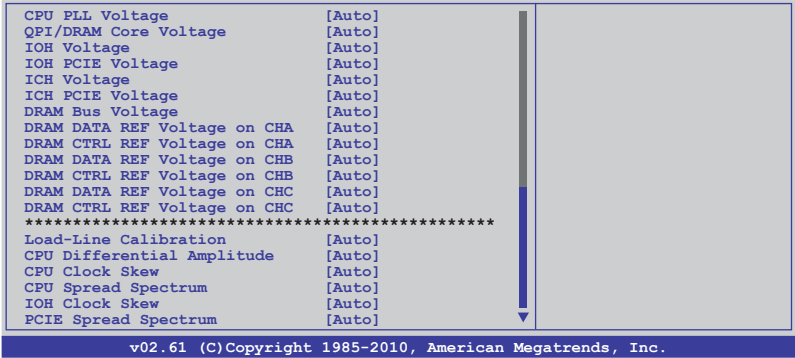 CPU PLL Voltage [Auto]
QPI/DRAM Core Voltage [Auto]
IOH Voltage [Auto]
IOH PCIE Voltage [Auto]
ICH Voltage [Auto]
ICH PCIE Voltage [Auto]
DRAM Bus Voltage [Auto]
DRAM DATA REF Voltage on CHA [Auto]
DRAM CTRL REF Voltage on CHA [Auto]
DRAM DATA REF Voltage on CHB [Auto]
DRAM CTRL REF Voltage on CHB [Auto]
DRAM DATA REF Voltage on CHC [Auto]
DRAM CTRL REF Voltage on CHC [Auto]
*************************************************
Load-Line Calibration [Auto]
CPU Differential Amplitude [Auto]
CPU Clock Skew [Auto]
CPU Spread Spectrum [Auto]
IOH Clock Skew [Auto]
PCIE Spread Spectrum [Auto]
v02.61 (C)Copyright 1985-2010, American Megatrends, Inc.